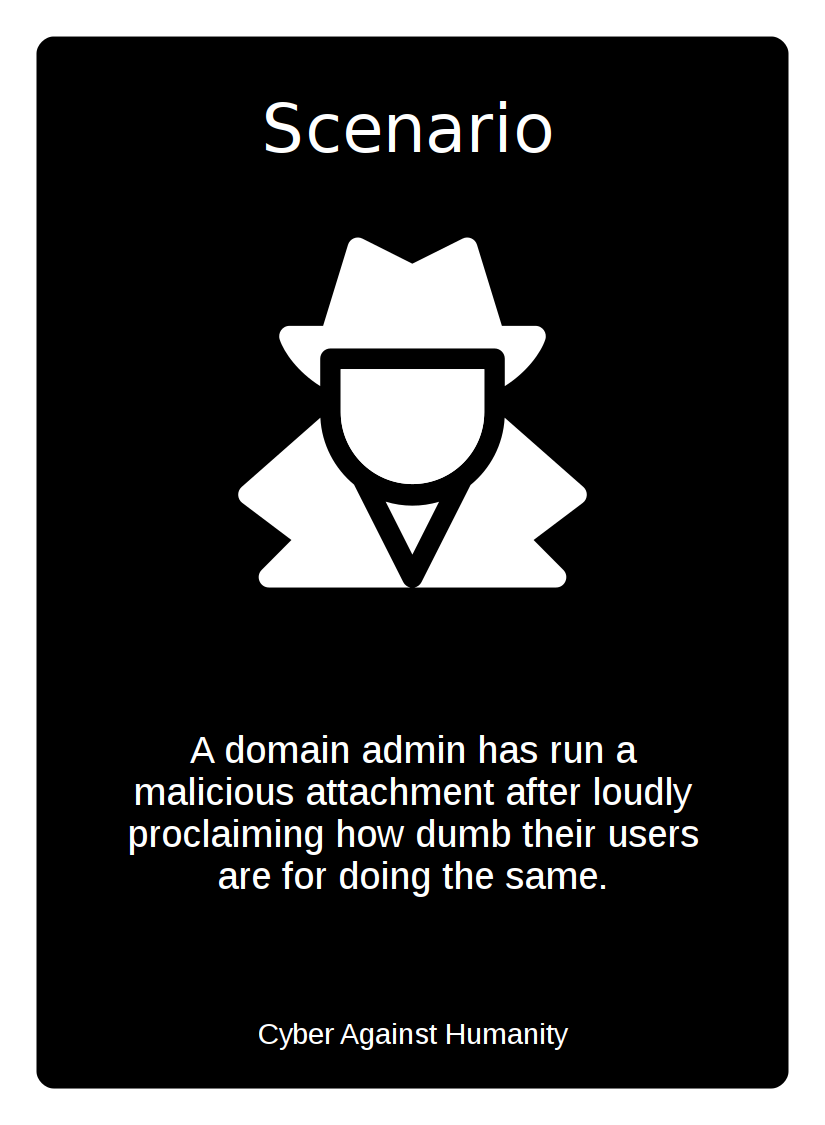 Scenario
A domain admin has run a
malicious attachment after loudly
proclaiming how dumb their users
are for doing the same.
Cyber Against Humanity